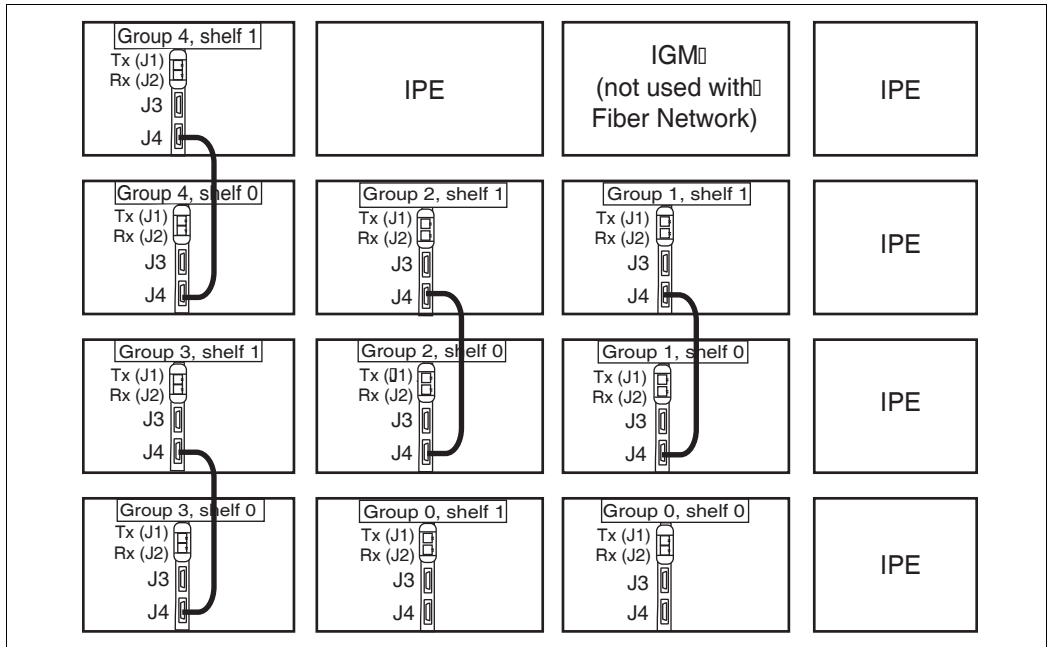 Group 4, shelf 1
Tx (J1)
Rx (J2)
J3
J4
IPE
IGM
(not used with
Fiber Network)
IPE
Group 4, shelf 0
Tx (J1)
Rx (J2)
J3
J4
Group 2, shelf 1
Tx (J1)
Rx (J2)
J3
J4
Group 1, shelf 1
Tx (J1)
Rx (J2)
J3
J4
IPE
Group 3, shelf 1
Tx (J1)
Rx (J2)
J3
J4
Group 2, shelf 0
Tx (▯1)
Rx (J2)
J3
J4
Group 1, shelf 0
Tx (J1)
Rx (J2)
J3
J4
IPE
Group 3, shelf 0
Tx (J1)
Rx (J2)
J3
J4
Group 0, shelf 1
Tx (J1)
Rx (J2)
J3
J4
Group 0, shelf 0
Tx (J1)
Rx (J2)
J3
J4
IPE